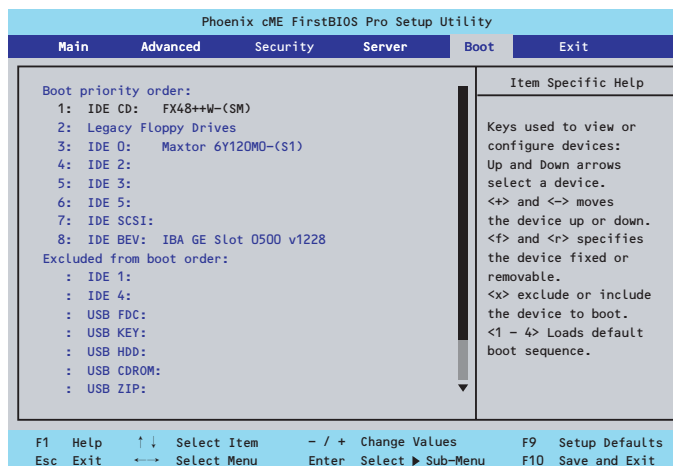 Phoenix cME FirstBIOS Pro Setup Utility
Main Advanced Security Server Boot Exit
Boot priority order:
1: IDE CD: FX48++W-(SM)
2: Legacy Floppy Drives
3: IDE 0: Maxtor 6Y120M0-(S1)
4: IDE 2:
5: IDE 3:
6: IDE 5:
7: IDE SCSI:
8: IDE BEV: IBA GE Slot 0500 v1228
Excluded from boot order:
: IDE 1:
: IDE 4:
: USB FDC:
: USB KEY:
: USB HDD:
: USB CDROM:
: USB ZIP:
Item Specific Help
Keys used to view or
configure devices:
Up and Down arrows
select a device.
<+> and <-> moves
the device up or down.
<f> and <r> specifies
the device fixed or
removable.
<x> exclude or include
the device to boot.
<1 - 4> Loads default
boot sequence.
F1 Help ↑↓ Select Item - / + Change Values F9 Setup Defaults
Esc Exit ←→ Select Menu Enter Select ▶ Sub-Menu F10 Save and Exit